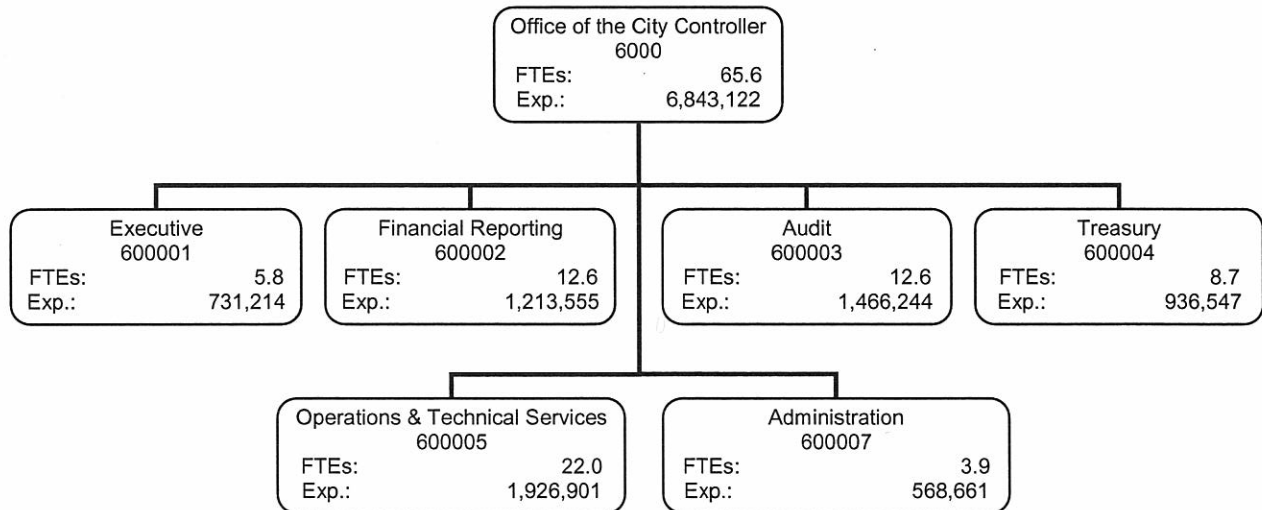 Office of the City Controller
6000
FTEs: 65.6
Exp.: 6,843,122
Executive
600001
FTEs: 5.8
Exp.: 731,214
Financial Reporting
600002
FTEs: 12.6
Exp.: 1,213,555
Audit
600003
FTEs: 12.6
Exp.: 1,466,244
Treasury
600004
FTEs: 8.7
Exp.: 936,547
Operations & Technical Services
600005
FTEs: 22.0
Exp.: 1,926,901
Administration
600007
FTEs: 3.9
Exp.: 568,661